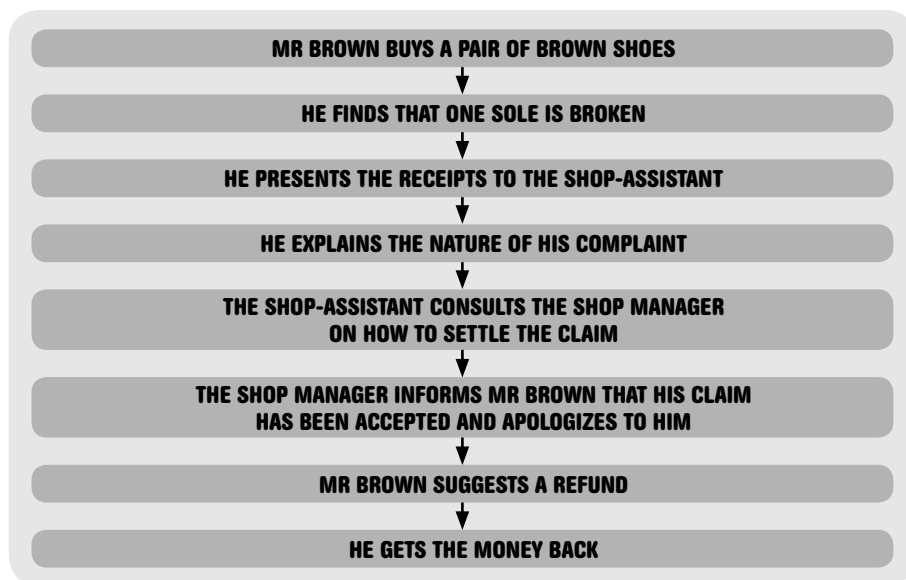 MR BROWN BUYS A PAIR OF BROWN SHOES
HE FINDS THAT ONE SOLE IS BROKEN
HE PRESENTS THE RECEIPTS TO THE SHOP-ASSISTANT
HE EXPLAINS THE NATURE OF HIS COMPLAINT
THE SHOP-ASSISTANT CONSULTS THE SHOP MANAGER
ON HOW TO SETTLE THE CLAIM
THE SHOP MANAGER INFORMS MR BROWN THAT HIS CLAIM
HAS BEEN ACCEPTED AND APOLOGIZES TO HIM
MR BROWN SUGGESTS A REFUND
HE GETS THE MONEY BACK